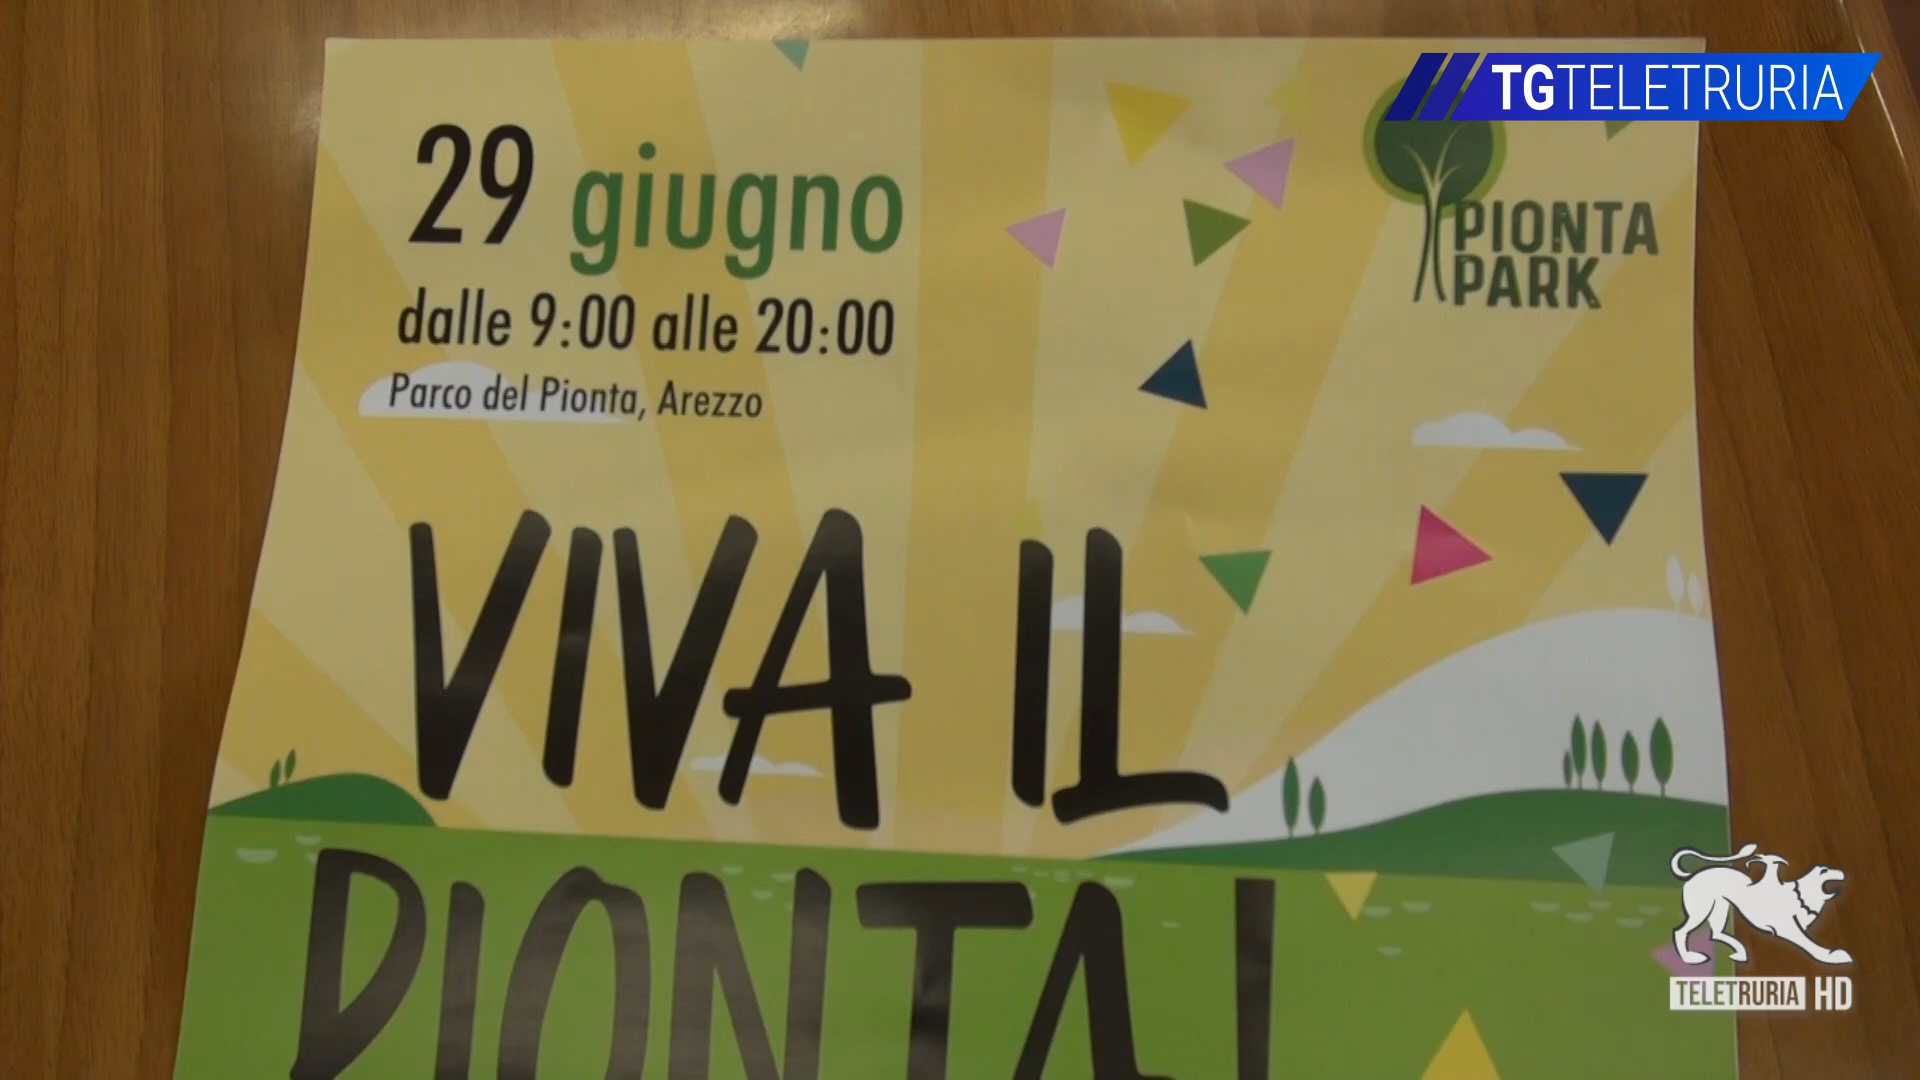 TGTELETRURIA
29 giugno
dalle 9:00 alle 20:00
Parco del Pionta, Arezzo
PIONTA
PARK
VIVA IL
PIONTA!
TELETRURIA HD